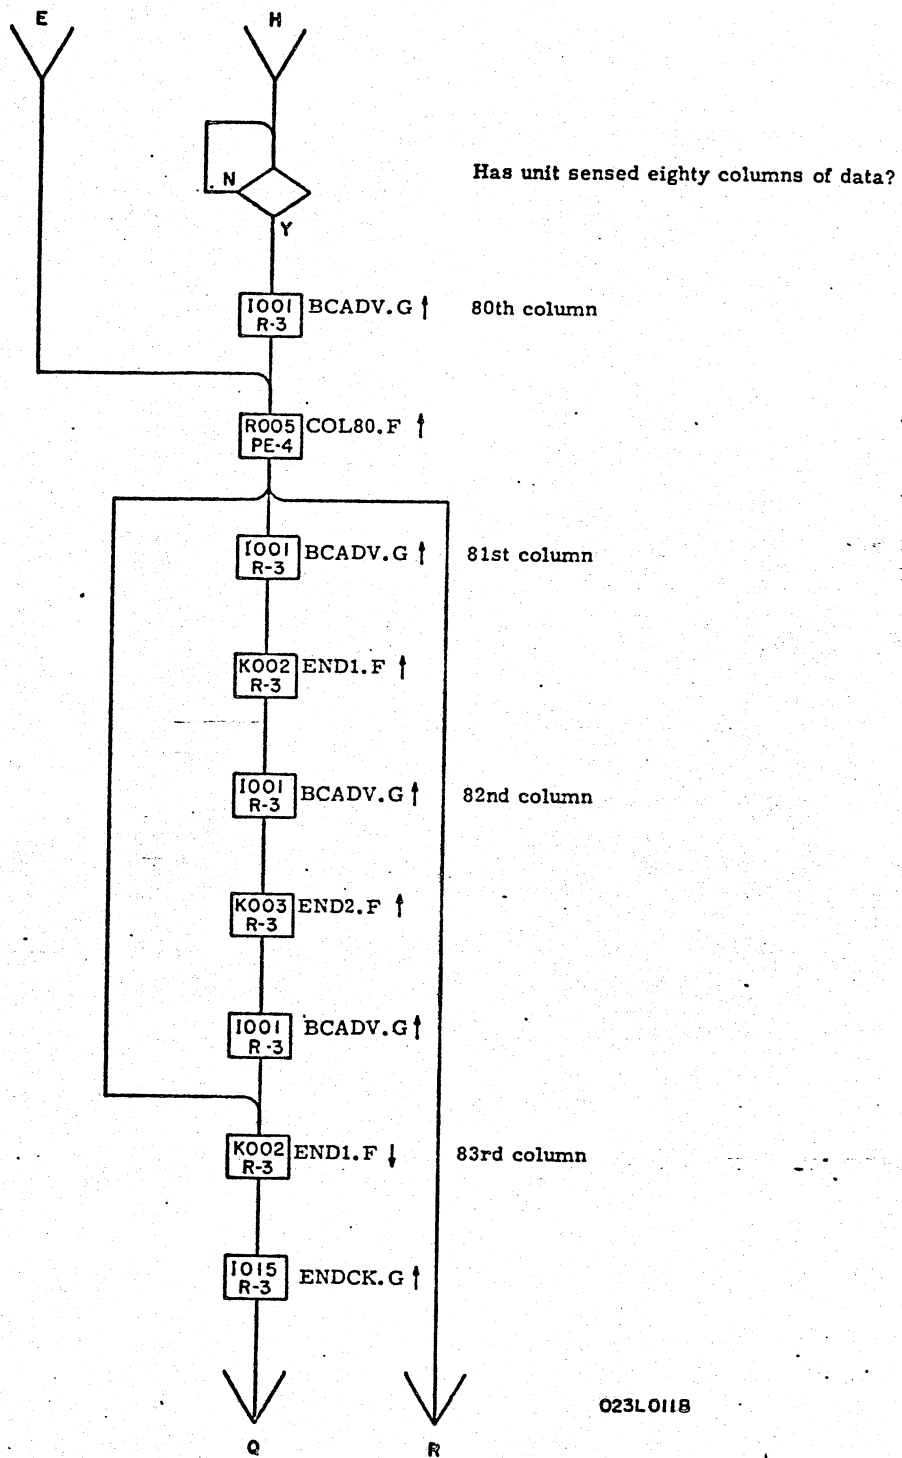 E H
Has unit sensed eighty columns of data?
N
Y
I001 BCADV.G ↑ 80th column
R-3
R005 COL80.F ↑
PE-4
I001 BCADV.G ↑ 81st column
R-3
K002 END1.F ↑
R-3
I001 BCADV.G ↑ 82nd column
R-3
K003 END2.F ↑
R-3
I001 BCADV.G ↑
R-3
K002 END1.F ↓ 83rd column
R-3
I015 ENDCK.G ↑
R-3
023L0118
Q R